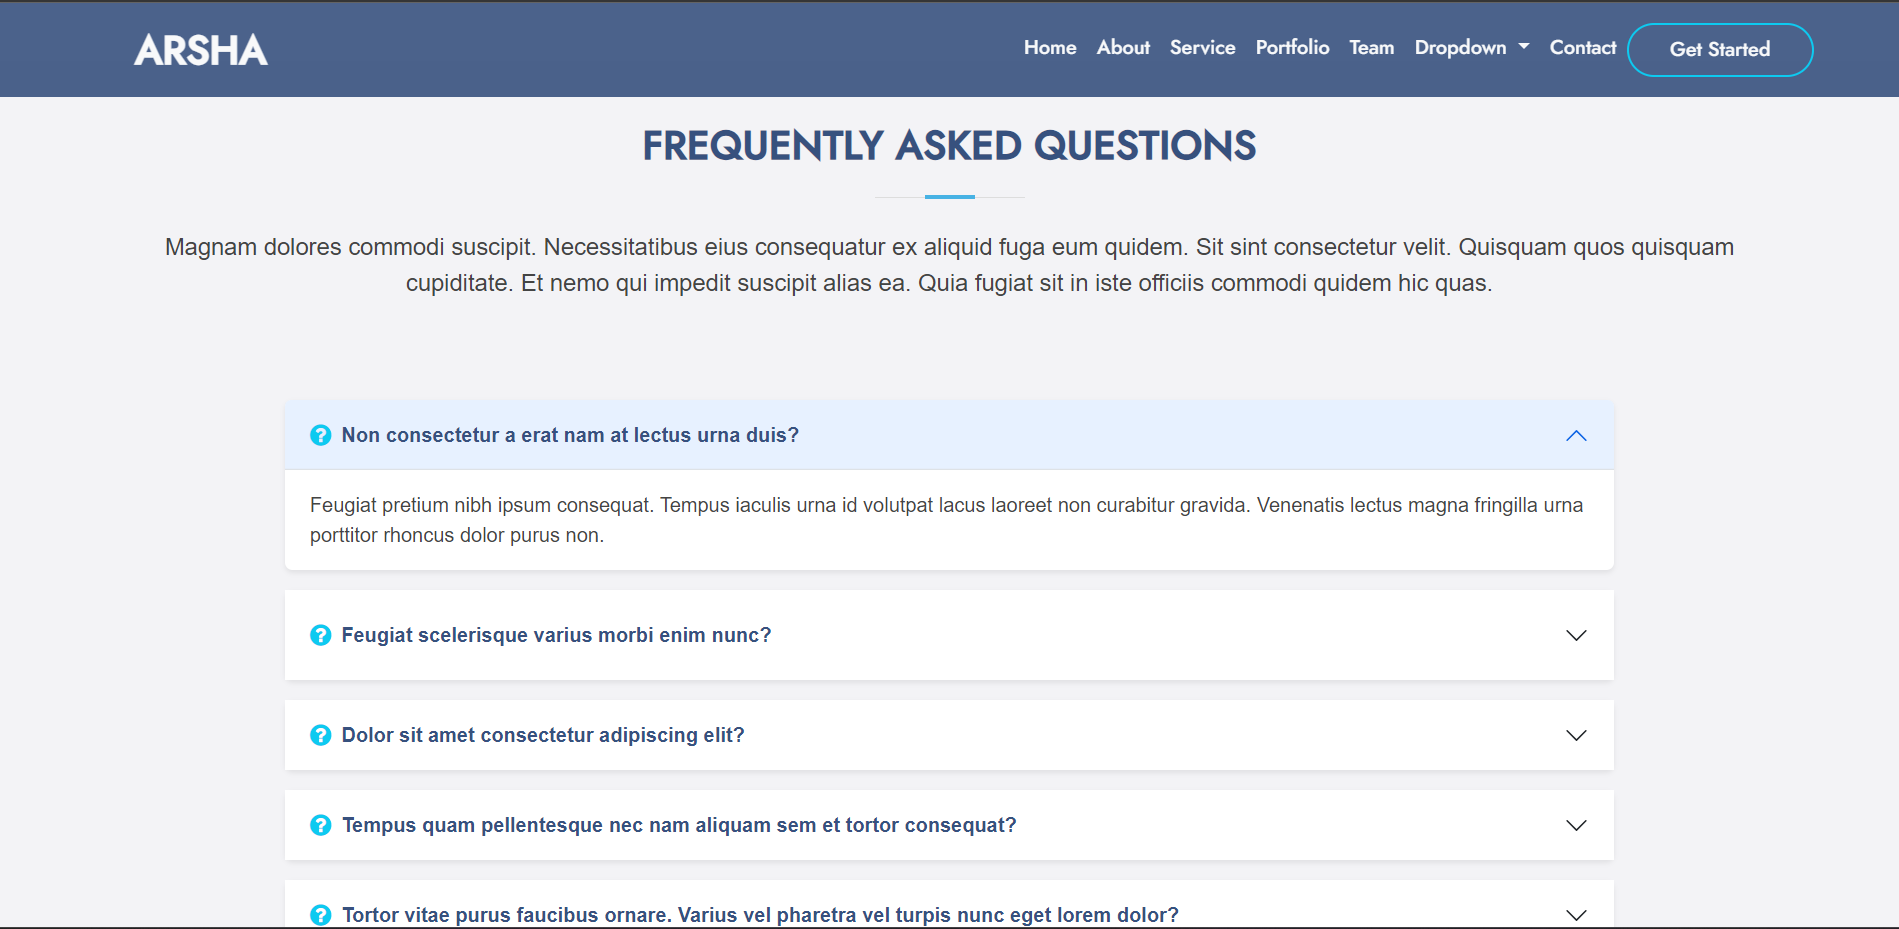 ARSHA
Home About Service Portfolio Team Dropdown Contact Get Started
FREQUENTLY ASKED QUESTIONS
Magnam dolores commodi suscipit. Necessitatibus eius consequatur ex aliquid fuga eum quidem. Sit sint consectetur velit. Quisquam quos quisquam
cupiditate. Et nemo qui impedit suscipit alias ea. Quia fugiat sit in iste officiis commodi quidem hic quas.
Non consectetur a erat nam at lectus urna duis?
Feugiat pretium nibh ipsum consequat. Tempus iaculis urna id volutpat lacus laoreet non curabitur gravida. Venenatis lectus magna fringilla urna
porttitor rhoncus dolor purus non.
Feugiat scelerisque varius morbi enim nunc?
Dolor sit amet consectetur adipiscing elit?
Tempus quam pellentesque nec nam aliquam sem et tortor consequat?
Tortor vitae purus faucibus ornare. Varius vel pharetra vel turpis nunc eget lorem dolor?